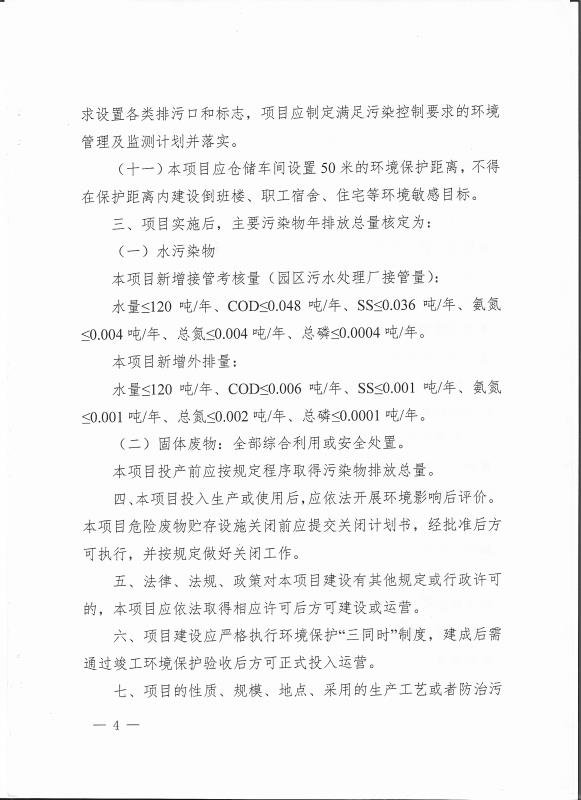 求设置各类排污口和标志，项目应制定满足污染控制要求的环境
管理及监测计划并落实。
（十一）本项目应仓储车间设置 50 米的环境保护距离，不得
在保护距离内建设倒班楼、职工宿舍、住宅等环境敏感目标。
三、项目实施后，主要污染物年排放总量核定为：
（一）水污染物
本项目新增接管考核量（园区污水处理厂接管量）：
水量≤120 吨/年、COD≤0.048 吨/年、SS≤0.036 吨/年、氨氮
≤0.004 吨/年、总氮≤0.004 吨/年、总磷≤0.0004 吨/年。
本项目新增外排量：
水量≤120 吨/年、COD≤0.006 吨/年、SS≤0.001 吨/年、氨氮
≤0.001 吨/年、总氮≤0.002 吨/年、总磷≤0.0001 吨/年。
（二）固体废物：全部综合利用或安全处置。
本项目投产前应按规定程序取得污染物排放总量。
四、本项目投入生产或使用后，应依法开展环境影响后评价。
本项目危险废物贮存设施关闭前应提交关闭计划书，经批准后方
可执行，并按规定做好关闭工作。
五、法律、法规、政策对本项目建设有其他规定或行政许可
的，本项目应依法取得相应许可后方可建设或运营。
六、项目建设应严格执行环境保护“三同时”制度，建成后需
通过竣工环境保护验收后方可正式投入运营。
七、项目的性质、规模、地点、采用的生产工艺或者防治污
— 4 —